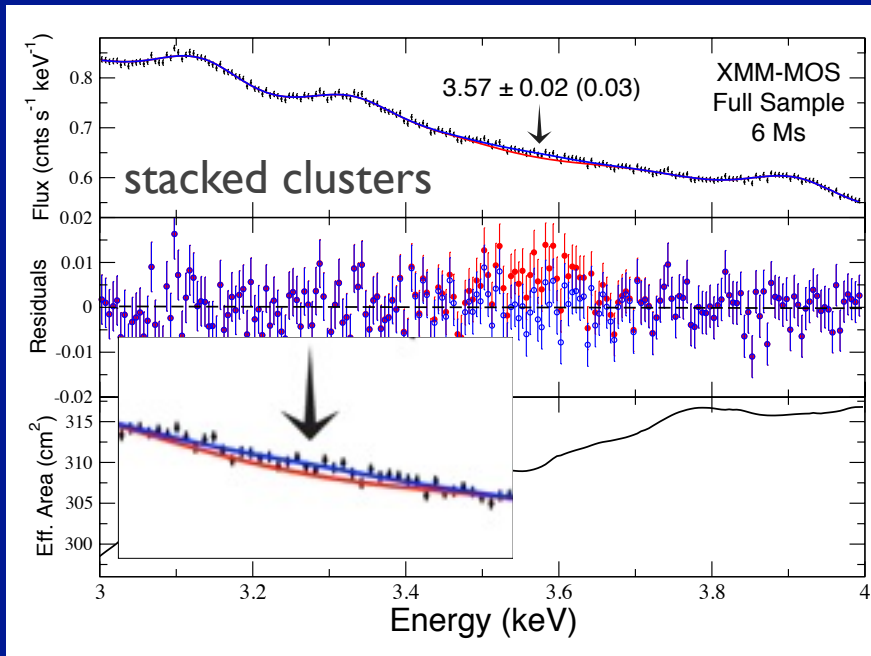 Flux (cnts s⁻¹ keV⁻¹)
0.8
0.7
0.6
3.57 ± 0.02 (0.03)
XMM-MOS
Full Sample
6 Ms
stacked clusters
Residuals
0.02
0.01
0
-0.01
-0.02
Eff. Area (cm²)
315
310
305
300
3
3.2
3.4
3.6
3.8
4
Energy (keV)